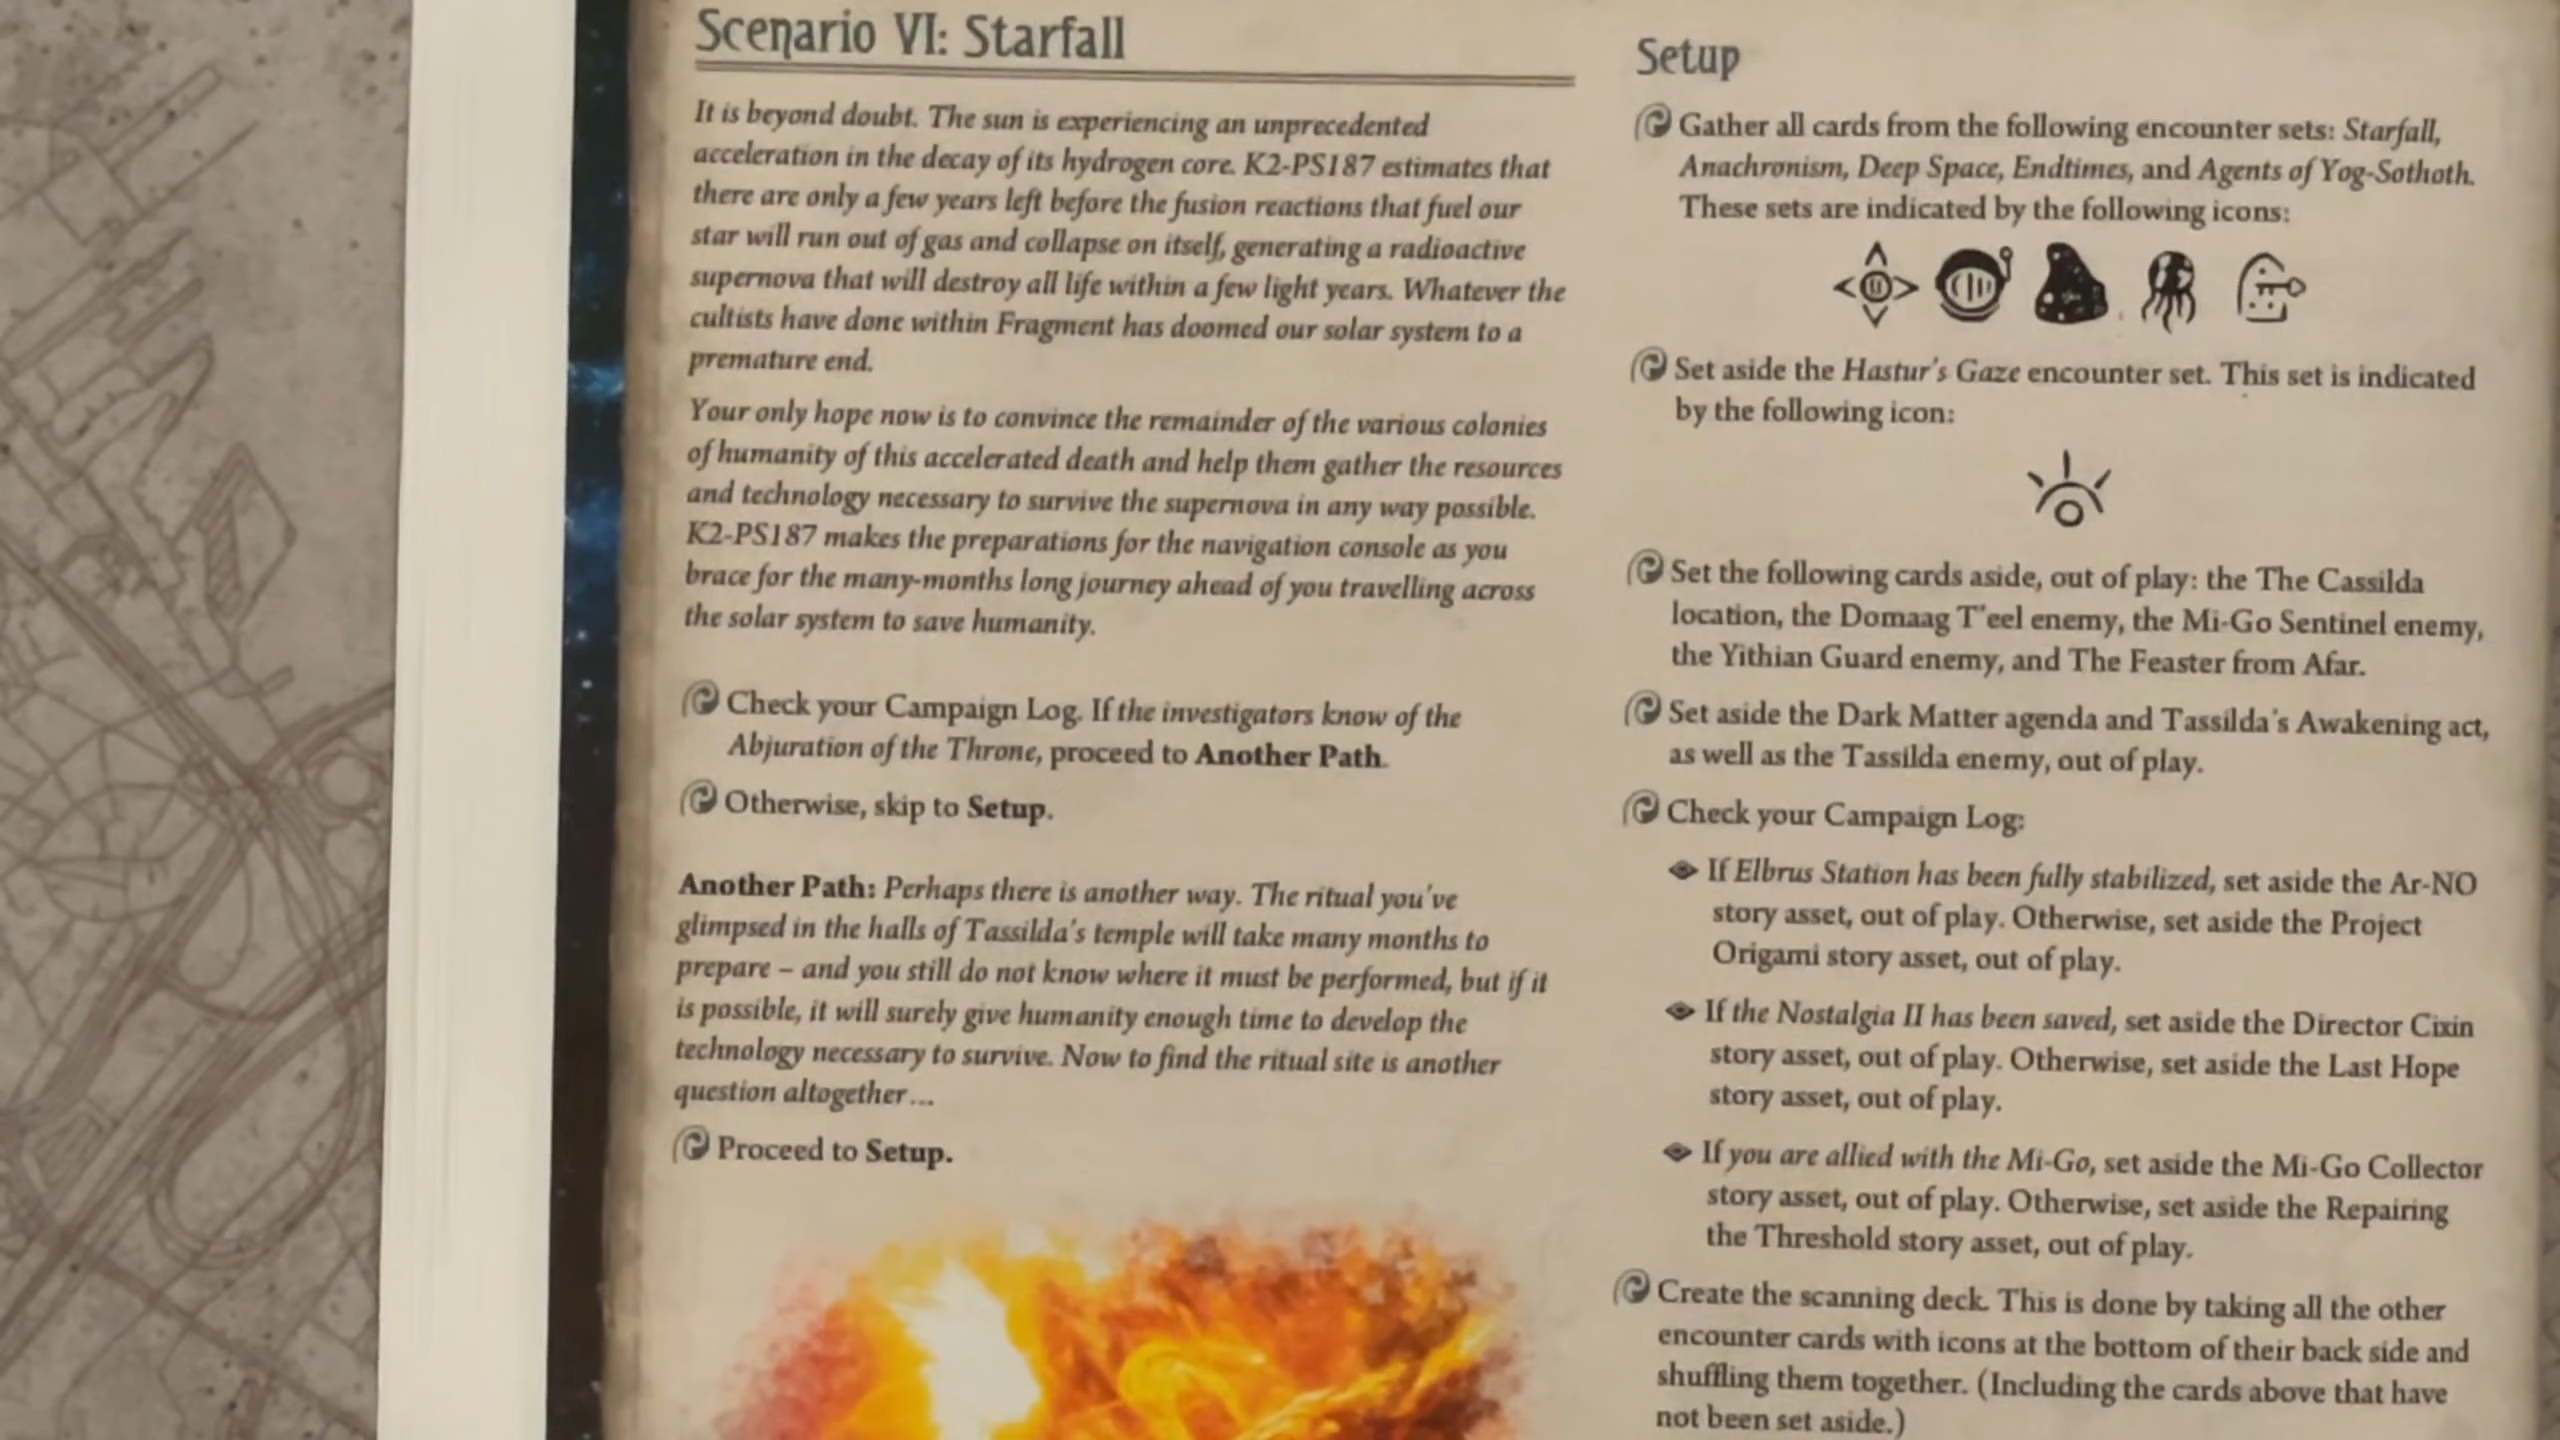 Scenario VI: Starfall
It is beyond doubt. The sun is experiencing an unprecedented
acceleration in the decay of its hydrogen core. K2-PS187 estimates that
there are only a few years left before the fusion reactions that fuel our
star will run out of gas and collapse on itself, generating a radioactive
supernova that will destroy all life within a few light years. Whatever the
cultists have done within Fragment has doomed our solar system to a
premature end.
Your only hope now is to convince the remainder of the various colonies
of humanity of this accelerated death and help them gather the resources
and technology necessary to survive the supernova in any way possible.
K2-PS187 makes the preparations for the navigation console as you
brace for the many-months long journey ahead of you travelling across
the solar system to save humanity.
Check your Campaign Log. If the investigators know of the
Abjuration of the Throne, proceed to Another Path.
Otherwise, skip to Setup.
Another Path: Perhaps there is another way. The ritual you've
glimpsed in the halls of Tassilda's temple will take many months to
prepare – and you still do not know where it must be performed, but if it
is possible, it will surely give humanity enough time to develop the
technology necessary to survive. Now to find the ritual site is another
question altogether...
Proceed to Setup.
Setup
Gather all cards from the following encounter sets: Starfall,
Anachronism, Deep Space, Endtimes, and Agents of Yog-Sothoth.
These sets are indicated by the following icons:
Set aside the Hastur's Gaze encounter set. This set is indicated
by the following icon:
Set the following cards aside, out of play: the The Cassilda
location, the Domaag T'eel enemy, the Mi-Go Sentinel enemy,
the Yithian Guard enemy, and The Feaster from Afar.
Set aside the Dark Matter agenda and Tassilda's Awakening act,
as well as the Tassilda enemy, out of play.
Check your Campaign Log:
If Elbrus Station has been fully stabilized, set aside the Ar-NO
story asset, out of play. Otherwise, set aside the Project
Origami story asset, out of play.
If the Nostalgia II has been saved, set aside the Director Cixin
story asset, out of play. Otherwise, set aside the Last Hope
story asset, out of play.
If you are allied with the Mi-Go, set aside the Mi-Go Collector
story asset, out of play. Otherwise, set aside the Repairing
the Threshold story asset, out of play.
Create the scanning deck. This is done by taking all the other
encounter cards with icons at the bottom of their back side and
shuffling them together. (Including the cards above that have
not been set aside.)